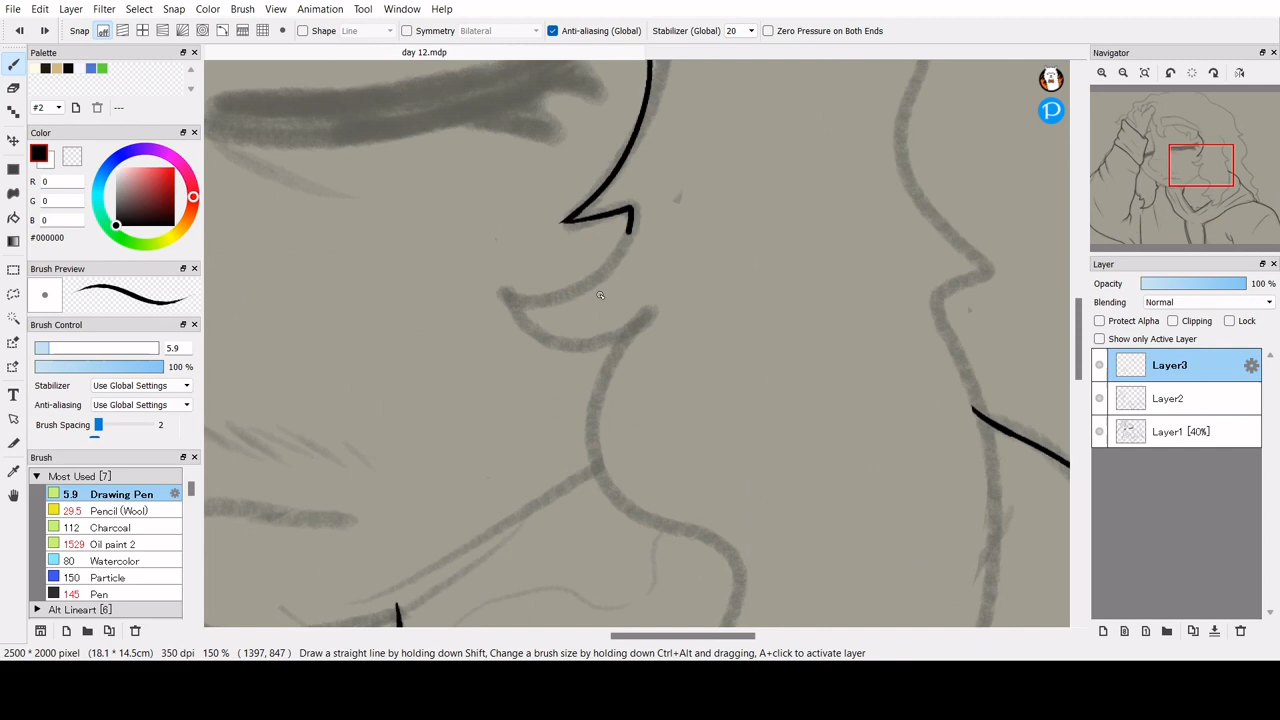 File Edit Layer Filter Select Snap Color Brush View Animation Tool Window Help
Snap off Shape Line Symmetry Bilateral Anti-aliasing (Global) Stabilizer (Global) 20 Zero Pressure on Both Ends
day 12.mdp
Palette
#2
---
Color
R 0
G 0
B 0
#000000
Brush Preview
Brush Control
5.9
100 %
Stabilizer Use Global Settings
Anti-aliasing Use Global Settings
Brush Spacing 2
Brush
Most Used [7]
5.9 Drawing Pen
29.5 Pencil (Wool)
112 Charcoal
1529 Oil paint 2
80 Watercolor
150 Particle
145 Pen
Alt Lineart [6]
P
Navigator
Layer
Opacity 100 %
Blending Normal
Protect Alpha Clipping Lock
Show only Active Layer
Layer3
Layer2
Layer1 [40%]
2500 * 2000 pixel (18.1 * 14.5cm) 350 dpi 150 % ( 1397, 847 ) Draw a straight line by holding down Shift, Change a brush size by holding down Ctrl+Alt and dragging, A+click to activate layer